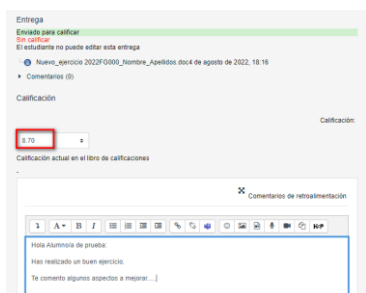 Entrega
Enviado para calificar
Sin calificar
El estudiante no puede editar esta entrega
Nuevo_ejercicio 2022FG000_Nombre_Apellidos.doc4 de agosto de 2022, 18:16
Comentarios (0)
Calificación
Calificación:
8.70
Calificación actual en el libro de calificaciones
-
Comentarios de retroalimentación
A B I H-P
Hola Alumno/a de prueba:
Has realizado un buen ejercicio.
Te comento algunos aspectos a mejorar....]